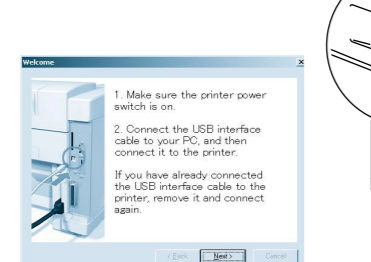 Welcome
1. Make sure the printer power
switch is on.
2. Connect the USB interface
cable to your PC, and then
connect it to the printer.
If you have already connected
the USB interface cable to the
printer, remove it and connect
again.
< Back
Next >
Cancel